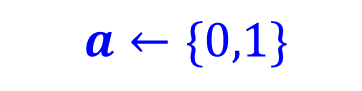 a ← {0,1}